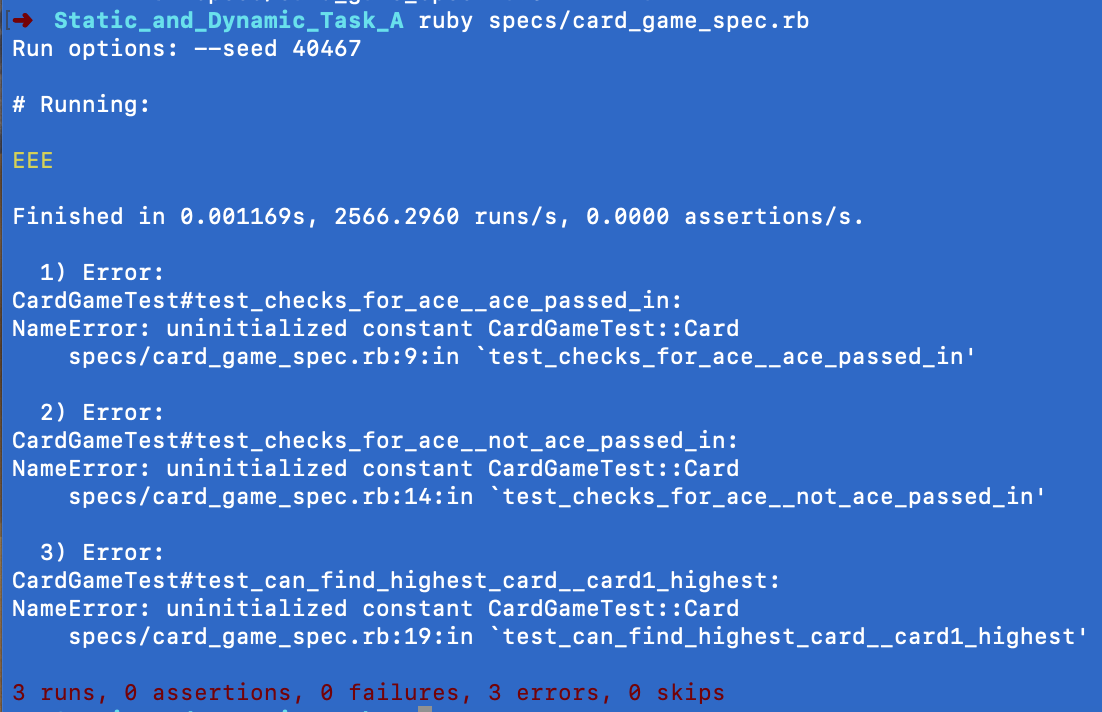 ➜  Static_and_Dynamic_Task_A ruby specs/card_game_spec.rb
Run options: --seed 40467

# Running:

EEE

Finished in 0.001169s, 2566.2960 runs/s, 0.0000 assertions/s.

  1) Error:
CardGameTest#test_checks_for_ace__ace_passed_in:
NameError: uninitialized constant CardGameTest::Card
    specs/card_game_spec.rb:9:in `test_checks_for_ace__ace_passed_in'

  2) Error:
CardGameTest#test_checks_for_ace__not_ace_passed_in:
NameError: uninitialized constant CardGameTest::Card
    specs/card_game_spec.rb:14:in `test_checks_for_ace__not_ace_passed_in'

  3) Error:
CardGameTest#test_can_find_highest_card__card1_highest:
NameError: uninitialized constant CardGameTest::Card
    specs/card_game_spec.rb:19:in `test_can_find_highest_card__card1_highest'

3 runs, 0 assertions, 0 failures, 3 errors, 0 skips